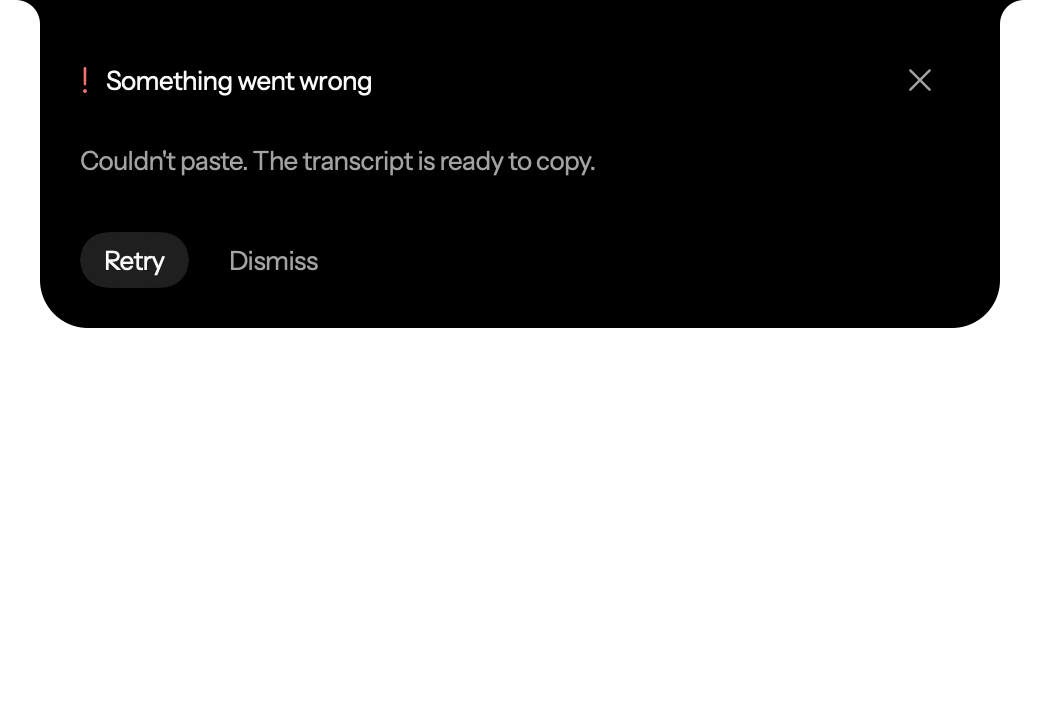 ! Something went wrong
Couldn't paste. The transcript is ready to copy.
Retry Dismiss